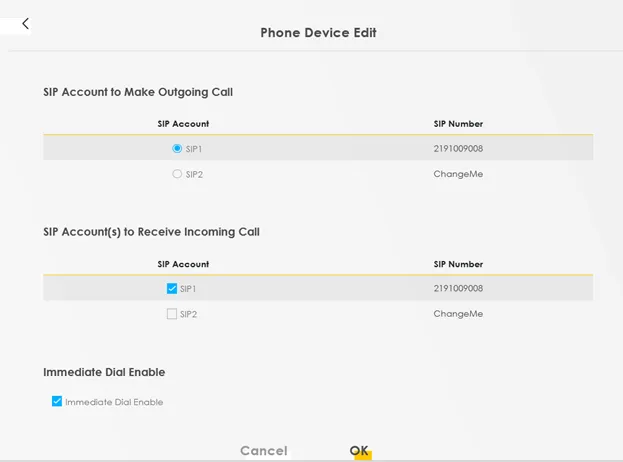 Phone Device Edit
SIP Account to Make Outgoing Call
SIP Account SIP Number
SIP1 2191009008
SIP2 ChangeMe
SIP Account(s) to Receive Incoming Call
SIP Account SIP Number
SIP1 2191009008
SIP2 ChangeMe
Immediate Dial Enable
Immediate Dial Enable
Cancel OK